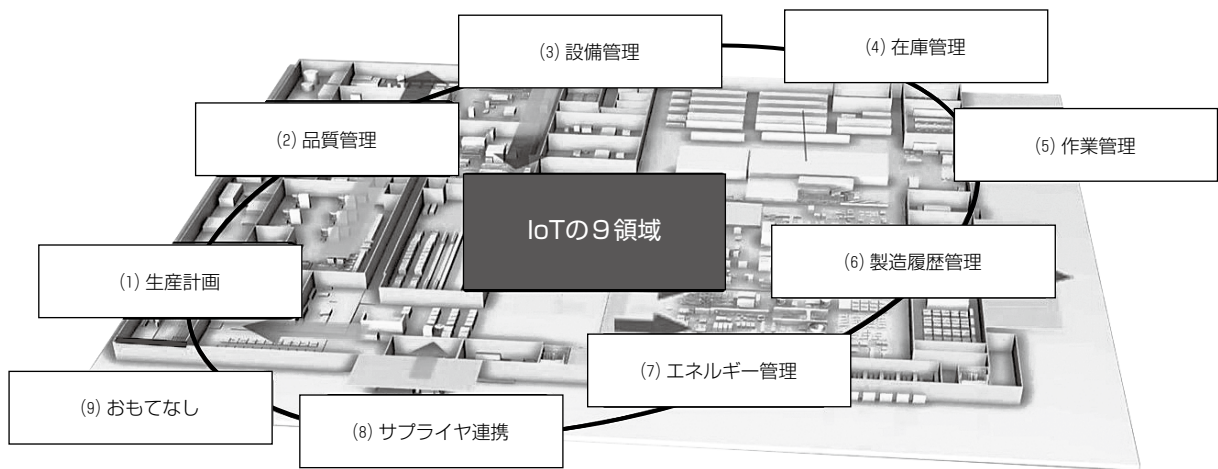 (3) 設備管理
(4) 在庫管理
(2) 品質管理
(5) 作業管理
IoTの9領域
(1) 生産計画
(6) 製造履歴管理
(7) エネルギー管理
(9) おもてなし
(8) サプライヤ連携